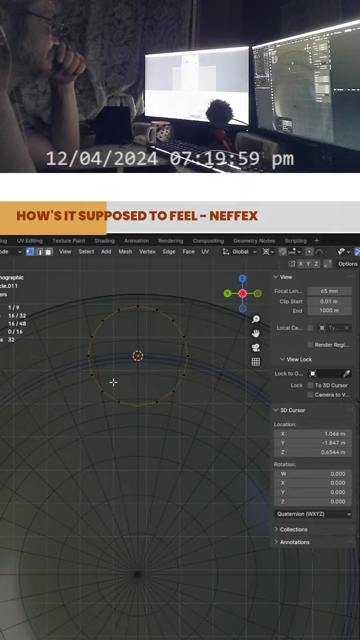 12/04/2024 07:19:59 pm
HOW'S IT SUPPOSED TO FEEL - NEFFEX
ng UV Editing Texture Paint Shading Animation Rendering Compositing Geometry Nodes Scripting
ode View Select Add Mesh Vertex Edge Face UV Global
X Y Z Options
nographic
cle.011
ers
1 / 9
16 / 32
16 / 48
0 / 16
s 32
Z
Y
View
Focal Len... 65 mm
Clip Start 0.01 m
End 1000 m
Local Ca...
Render Regi...
View Lock
Lock to O...
Lock To 3D Cursor
Camera to V...
3D Cursor
Location:
X 1.066 m
Y -1.847 m
Z 0.6544 m
Rotation:
W 0.000
X 0.000
Y 0.000
Z 0.000
Quaternion (WXYZ)
Collections
Annotations